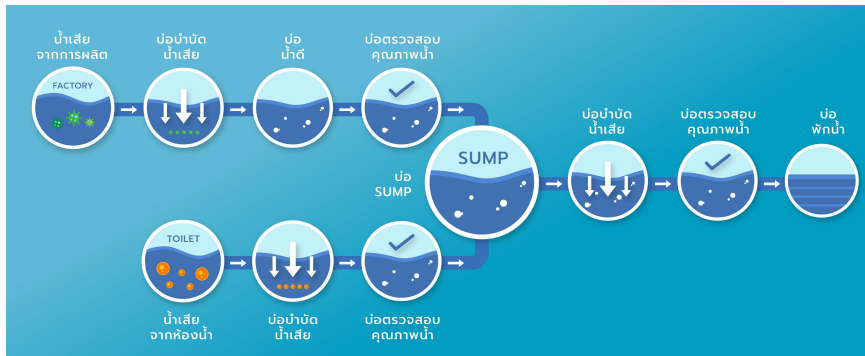 น้ำเสีย
จากการผลิต
บ่อบำบัด
น้ำเสีย
บ่อ
น้ำดี
บ่อตรวจสอบ
คุณภาพน้ำ
FACTORY
บ่อ
SUMP
SUMP
บ่อบำบัด
น้ำเสีย
บ่อตรวจสอบ
คุณภาพน้ำ
บ่อ
พักน้ำ
TOILET
น้ำเสีย
จากห้องน้ำ
บ่อบำบัด
น้ำเสีย
บ่อตรวจสอบ
คุณภาพน้ำ